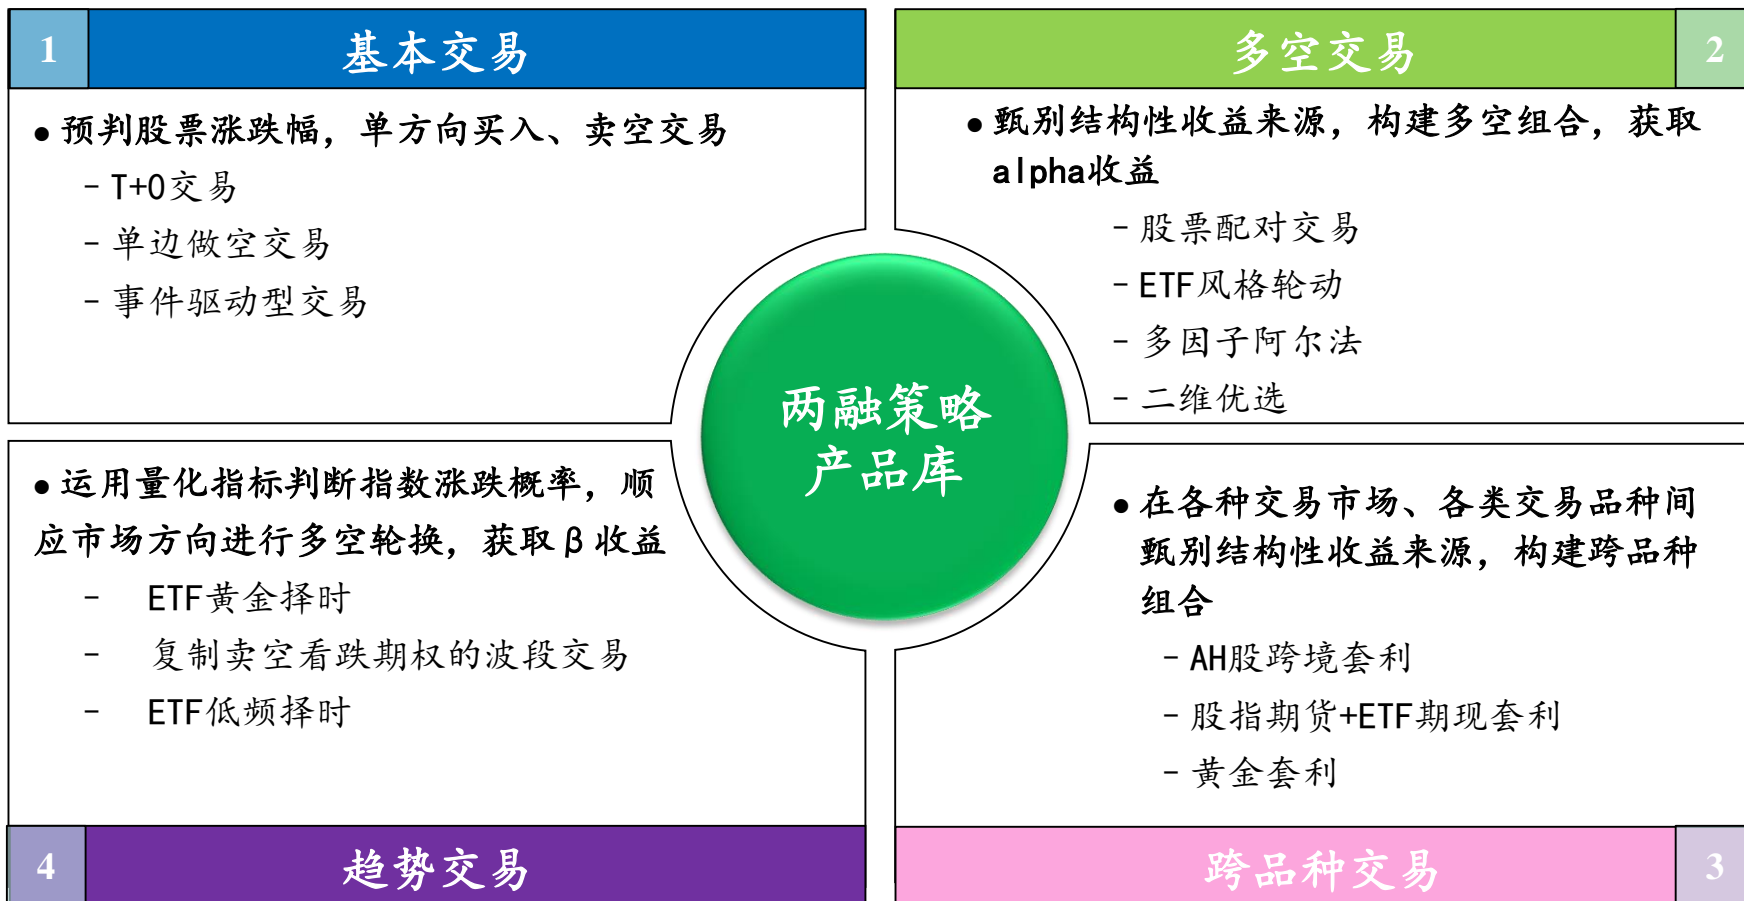 1
基本交易
● 预判股票涨跌幅，单方向买入、卖空交易
- T+0交易
- 单边做空交易
- 事件驱动型交易
多空交易
2
● 甄别结构性收益来源，构建多空组合，获取
alpha收益
- 股票配对交易
- ETF风格轮动
- 多因子阿尔法
- 二维优选
两融策略
产品库
● 运用量化指标判断指数涨跌概率，顺
应市场方向进行多空轮换，获取β收益
- ETF黄金择时
- 复制卖空看跌期权的波段交易
- ETF低频择时
4
趋势交易
● 在各种交易市场、各类交易品种间
甄别结构性收益来源，构建跨品种
组合
- AH股跨境套利
- 股指期货+ETF期现套利
- 黄金套利
跨品种交易
3